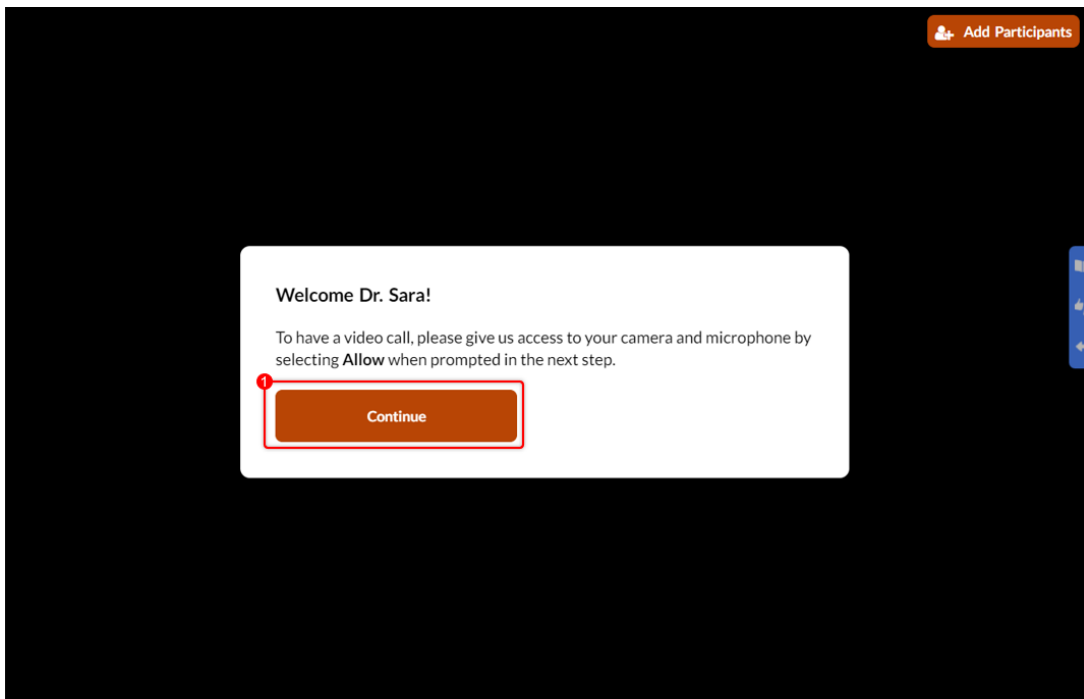 Add Participants
Welcome Dr. Sara!
To have a video call, please give us access to your camera and microphone by
selecting Allow when prompted in the next step.
1
Continue